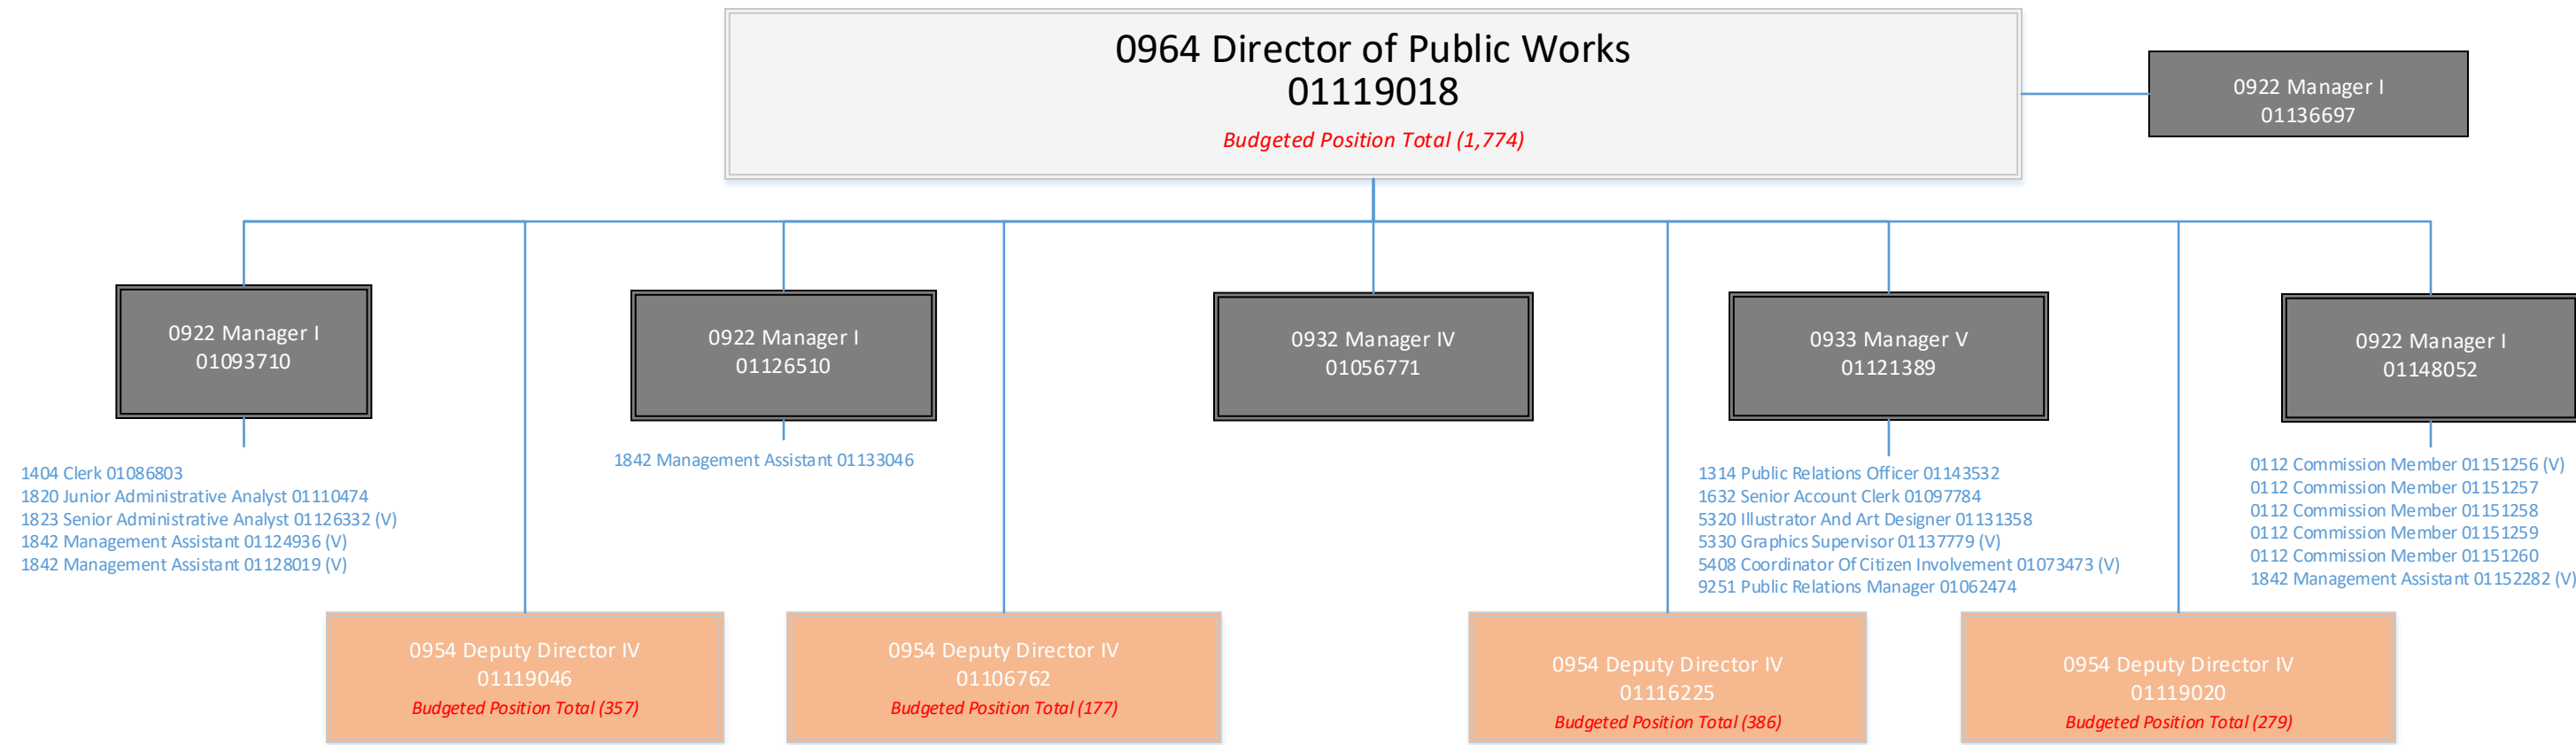 0964 Director of Public Works
01119018
Budgeted Position Total (1,774)
0922 Manager I
01136697
0922 Manager I
01093710
0922 Manager I
01126510
0932 Manager IV
01056771
0933 Manager V
01121389
0922 Manager I
01148052
1404 Clerk 01086803
1820 Junior Administrative Analyst 01110474
1823 Senior Administrative Analyst 01126332 (V)
1842 Management Assistant 01124936 (V)
1842 Management Assistant 01128019 (V)
1842 Management Assistant 01133046
1314 Public Relations Officer 01143532
1632 Senior Account Clerk 01097784
5320 Illustrator And Art Designer 01131358
5330 Graphics Supervisor 01137779 (V)
5408 Coordinator Of Citizen Involvement 01073473 (V)
9251 Public Relations Manager 01062474
0112 Commission Member 01151256 (V)
0112 Commission Member 01151257
0112 Commission Member 01151258
0112 Commission Member 01151259
0112 Commission Member 01151260
1842 Management Assistant 01152282 (V)
0954 Deputy Director IV
01119046
Budgeted Position Total (357)
0954 Deputy Director IV
01106762
Budgeted Position Total (177)
0954 Deputy Director IV
01116225
Budgeted Position Total (386)
0954 Deputy Director IV
01119020
Budgeted Position Total (279)